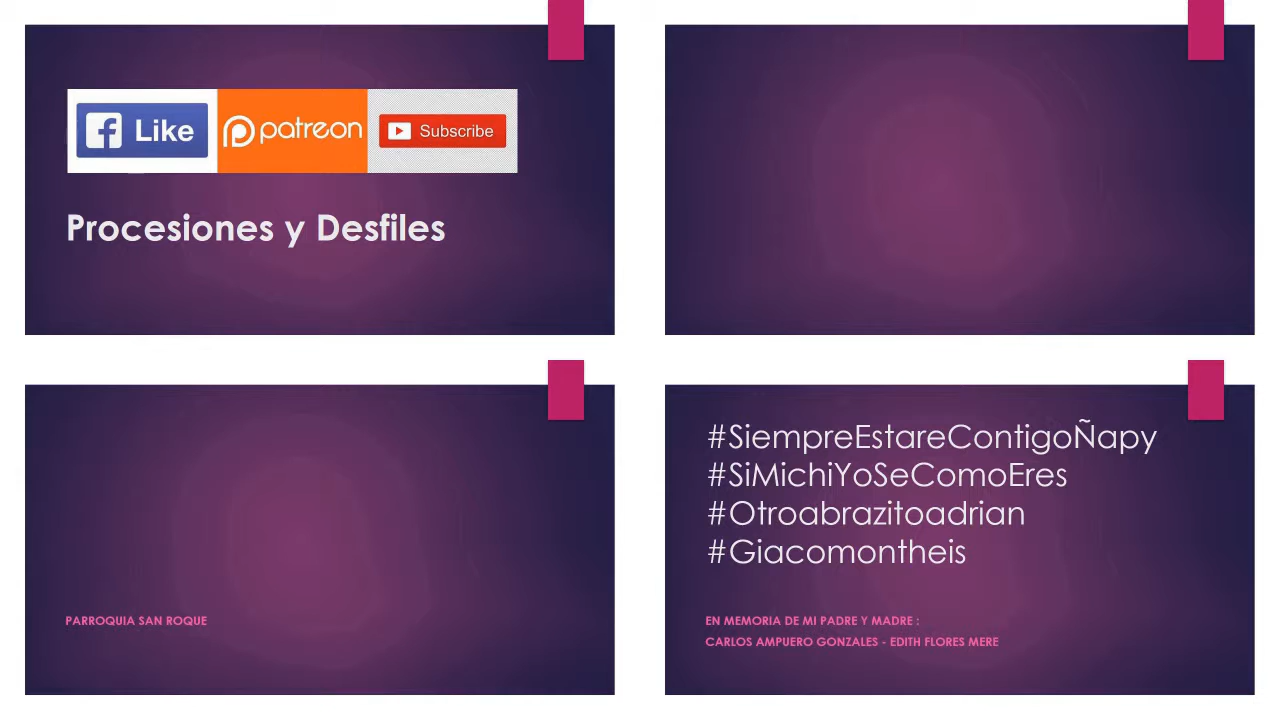 Like
patreon
Subscribe
Procesiones y Desfiles
PARROQUIA SAN ROQUE
#SiempreEstareContigoÑapy
#SiMichiYoSeComoEres
#Otroabrazitoadrian
#Giacomontheis
EN MEMORIA DE MI PADRE Y MADRE :
CARLOS AMPUERO GONZALES - EDITH FLORES MERE